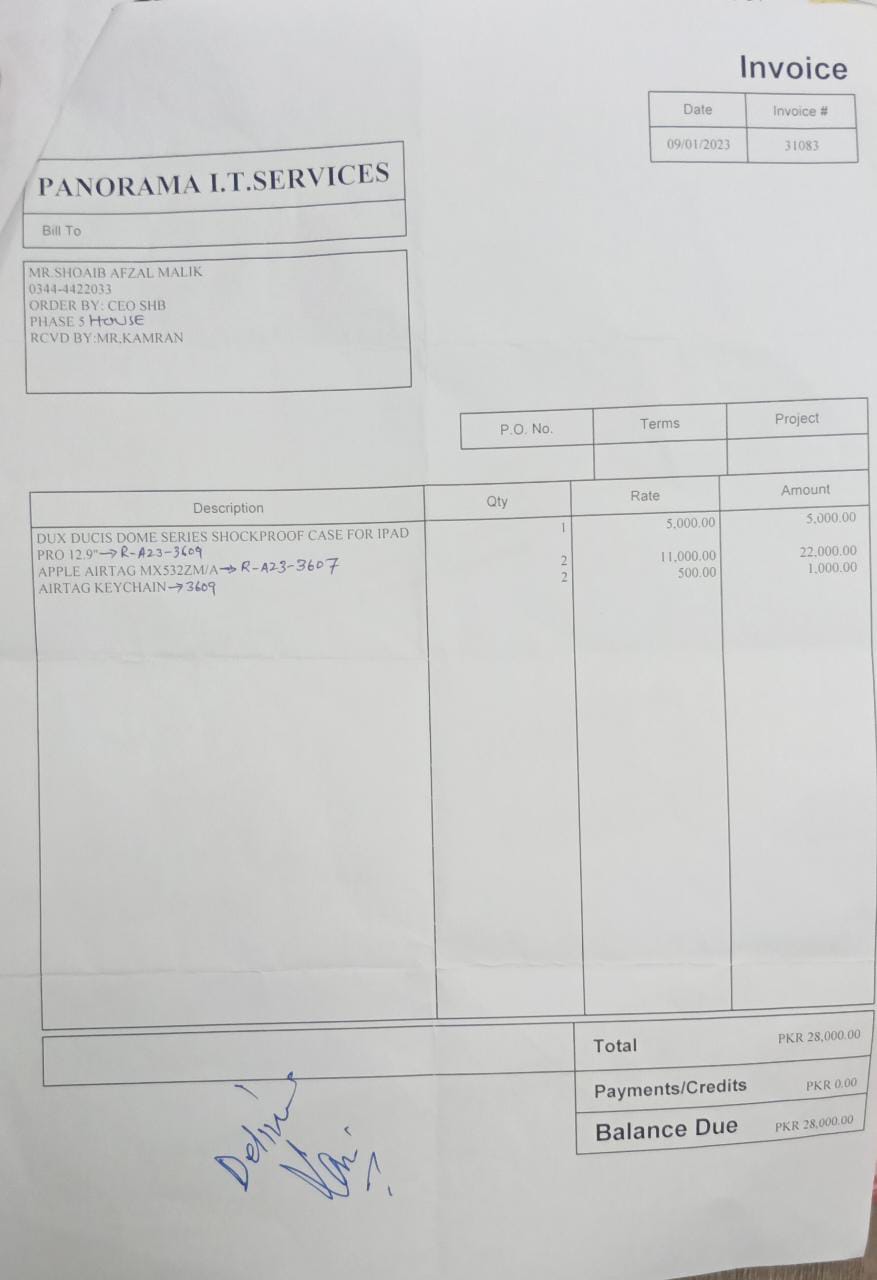 Invoice
Date Invoice #
09/01/2023 31083
PANORAMA I.T.SERVICES
Bill To
MR.SHOAIB AFZAL MALIK
0344-4422033
ORDER BY: CEO SHB
PHASE 5 HOUSE
RCVD BY:MR.KAMRAN
P.O. No. Terms Project
Description Qty Rate Amount
DUX DUCIS DOME SERIES SHOCKPROOF CASE FOR IPAD 1 5,000.00 5,000.00
PRO 12.9"→R-A23-3609
APPLE AIRTAG MX532ZM/A→R-A23-3607 2 11,000.00 22,000.00
AIRTAG KEYCHAIN→3609 2 500.00 1,000.00
Total PKR 28,000.00
Payments/Credits PKR 0.00
Balance Due PKR 28,000.00